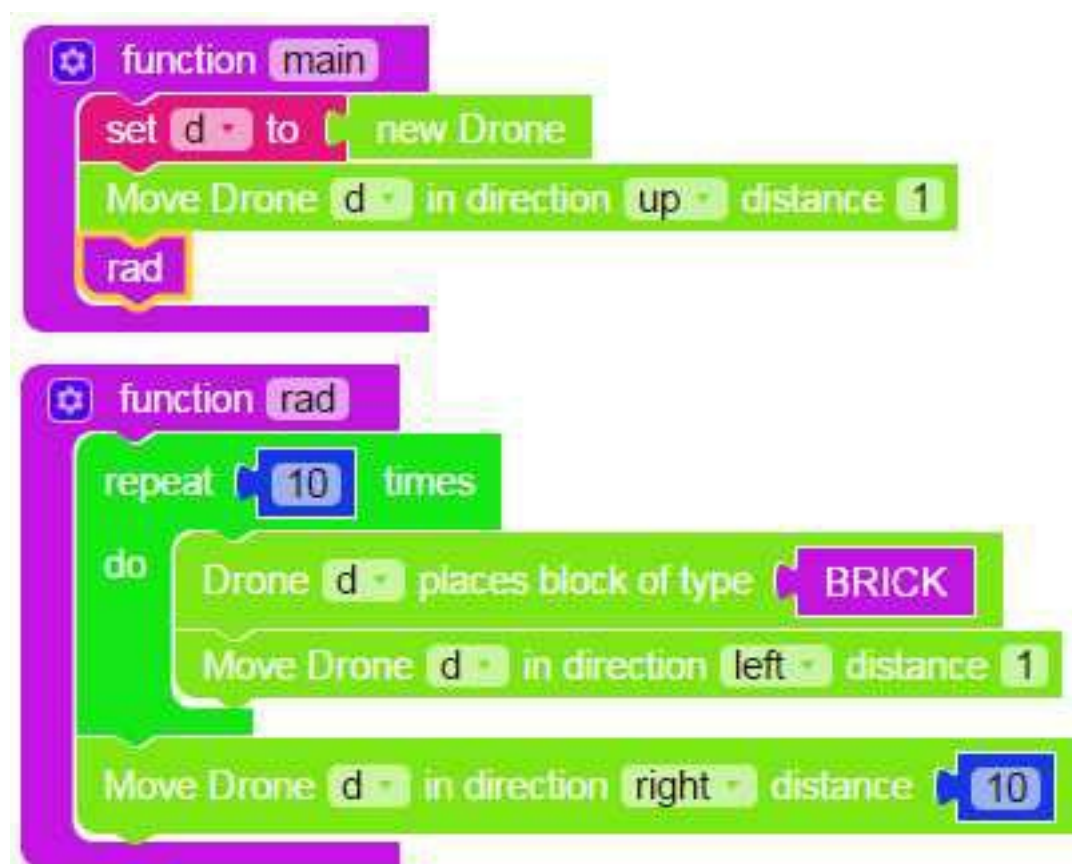 function main
set d to new Drone
Move Drone d in direction up distance 1
rad
function rad
repeat 10 times
do
Drone d places block of type BRICK
Move Drone d in direction left distance 1
Move Drone d in direction right distance 10